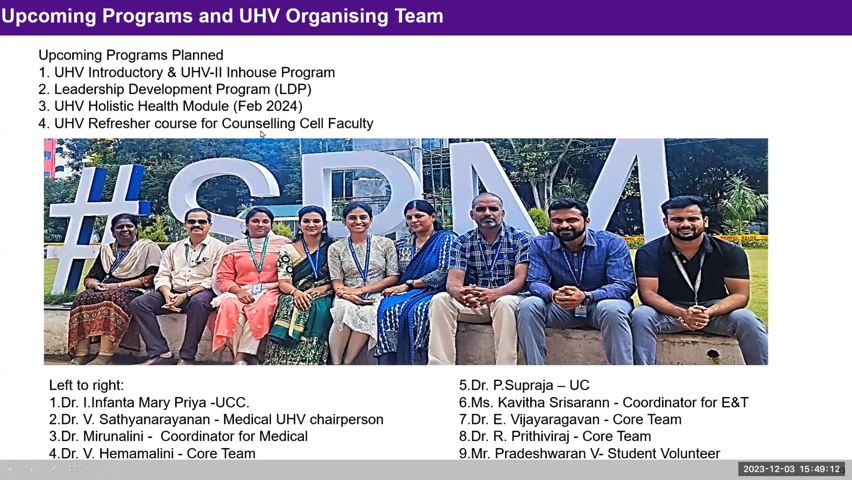 Upcoming Programs and UHV Organising Team
Upcoming Programs Planned
1. UHV Introductory & UHV-II Inhouse Program
2. Leadership Development Program (LDP)
3. UHV Holistic Health Module (Feb 2024)
4. UHV Refresher course for Counselling Cell Faculty
#SRM
Left to right:
1.Dr. I.Infanta Mary Priya -UCC.
2.Dr. V. Sathyanarayanan - Medical UHV chairperson
3.Dr. Mirunalini - Coordinator for Medical
4.Dr. V. Hemamalini - Core Team
5.Dr. P.Supraja – UC
6.Ms. Kavitha Srisarann - Coordinator for E&T
7.Dr. E. Vijayaragavan - Core Team
8.Dr. R. Prithiviraj - Core Team
9.Mr. Pradeshwaran V- Student Volunteer
2023-12-03 15:49:12